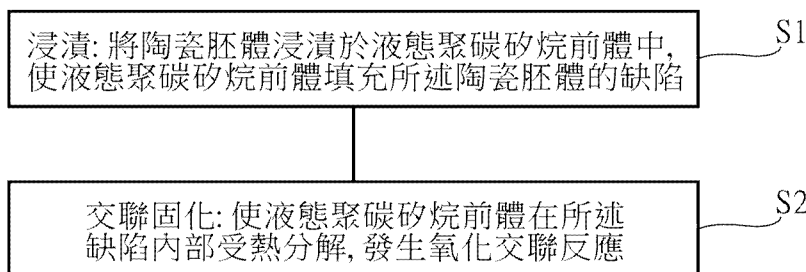 浸漬: 將陶瓷胚體浸漬於液態聚碳矽烷前體中,
使液態聚碳矽烷前體填充所述陶瓷胚體的缺陷
S1
交聯固化: 使液態聚碳矽烷前體在所述
缺陷內部受熱分解, 發生氧化交聯反應
S2